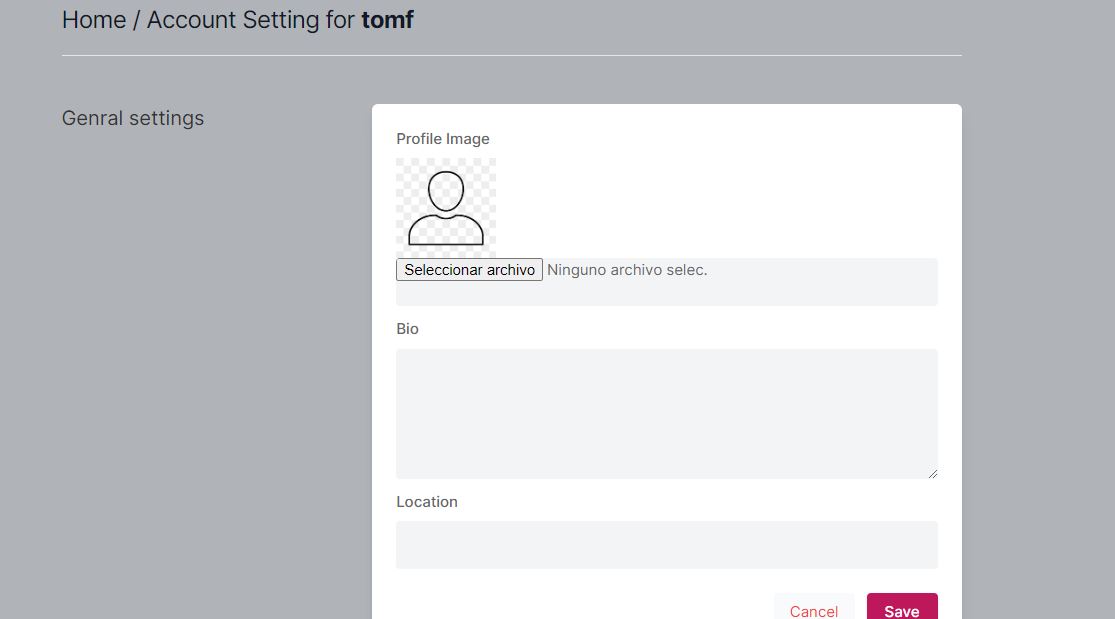 Home / Account Setting for tomf
Genral settings
Profile Image
Seleccionar archivo Ninguno archivo selec.
Bio
Location
Cancel Save